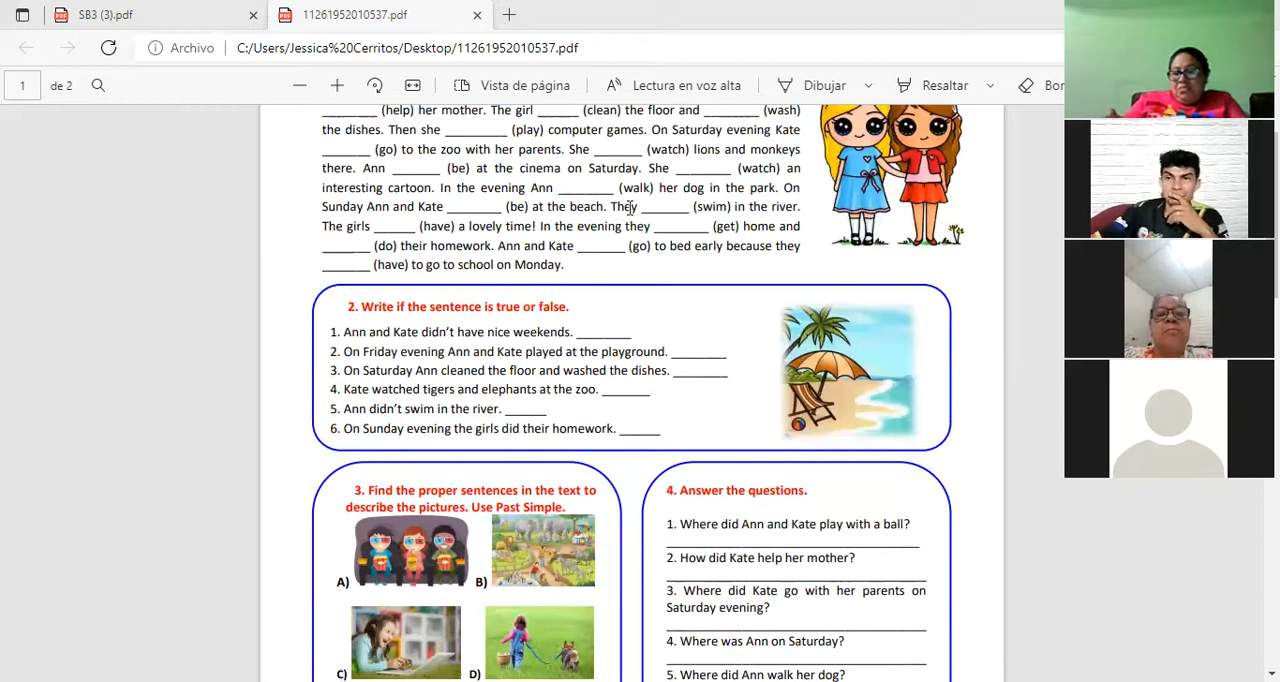 SB3 (3).pdf
11261952010537.pdf
Archivo
C:/Users/Jessica%20Cerritos/Desktop/11261952010537.pdf
1
de 2
Vista de página
Lectura en voz alta
Dibujar
Resaltar
Bor
________ (help) her mother. The girl ______ (clean) the floor and ________ (wash)
the dishes. Then she _________ (play) computer games. On Saturday evening Kate
_______ (go) to the zoo with her parents. She _______ (watch) lions and monkeys
there. Ann _______ (be) at the cinema on Saturday. She ________ (watch) an
interesting cartoon. In the evening Ann ________ (walk) her dog in the park. On
Sunday Ann and Kate ________ (be) at the beach. They _______ (swim) in the river.
The girls ______ (have) a lovely time! In the evening they ________ (get) home and
_______ (do) their homework. Ann and Kate _______ (go) to bed early because they
_______ (have) to go to school on Monday.
2. Write if the sentence is true or false.
1. Ann and Kate didn't have nice weekends. ________
2. On Friday evening Ann and Kate played at the playground. ________
3. On Saturday Ann cleaned the floor and washed the dishes. ________
4. Kate watched tigers and elephants at the zoo. _______
5. Ann didn't swim in the river. ______
6. On Sunday evening the girls did their homework. ______
3. Find the proper sentences in the text to
describe the pictures. Use Past Simple.
A)
B)
C)
D)
4. Answer the questions.
1. Where did Ann and Kate play with a ball?
2. How did Kate help her mother?
3. Where did Kate go with her parents on
Saturday evening?
4. Where was Ann on Saturday?
5. Where did Ann walk her dog?